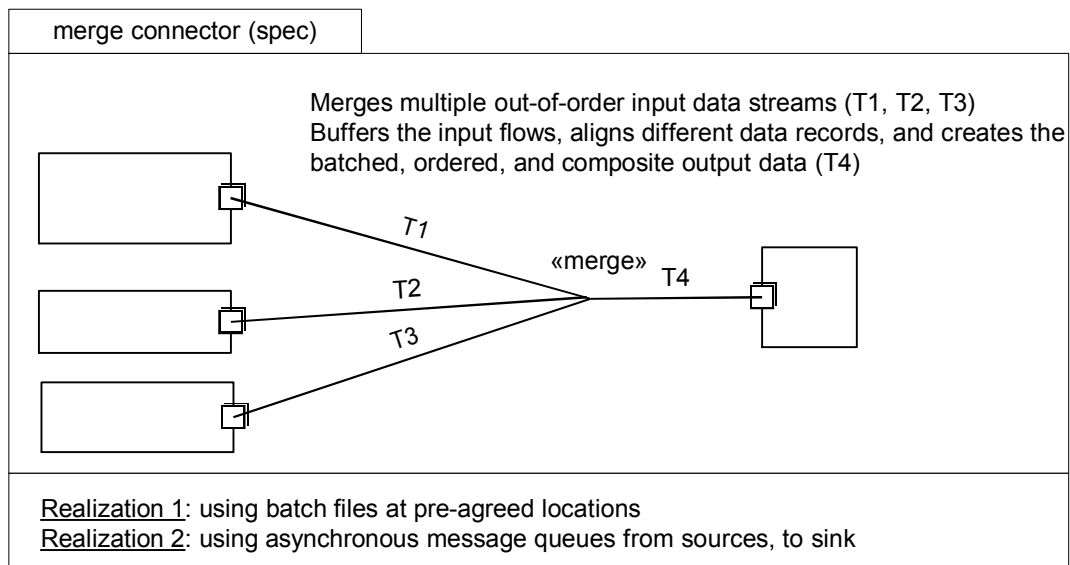 merge connector (spec)
Merges multiple out-of-order input data streams (T1, T2, T3)
Buffers the input flows, aligns different data records, and creates the
batched, ordered, and composite output data (T4)
T1
«merge»
T2
T4
T3
Realization 1: using batch files at pre-agreed locations
Realization 2: using asynchronous message queues from sources, to sink